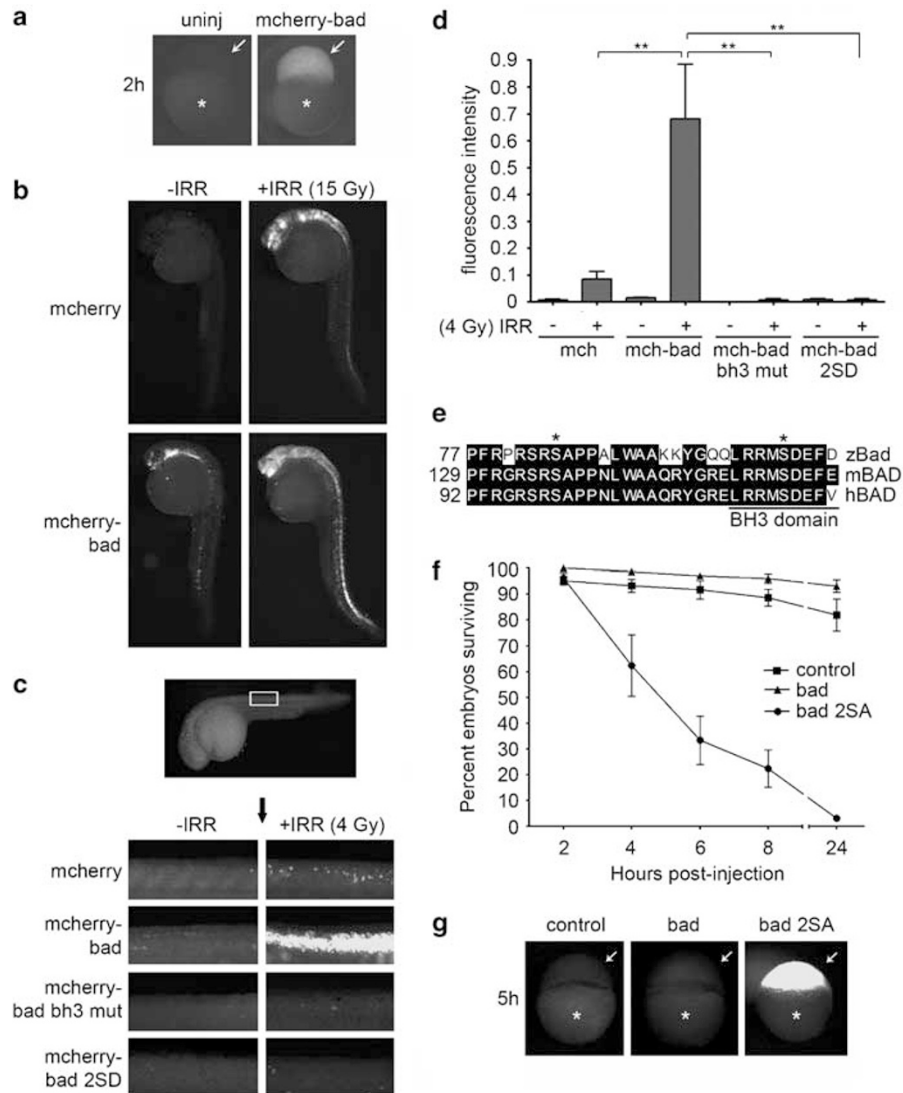 a
uninj mcherry-bad
2h
* *
b
-IRR +IRR (15 Gy)
mcherry
mcherry-
bad
c
-IRR +IRR (4 Gy)
mcherry
mcherry-
bad
mcherry-
bad bh3 mut
mcherry-
bad 2SD
d
** ** **
fluorescence intensity
0.9
0.8
0.7
0.6
0.5
0.4
0.3
0.2
0.1
0
(4 Gy) IRR - + - + - + - +
mch mch-bad mch-bad bh3 mut mch-bad 2SD
e
* *
77 PFRPRSRSAPPALWAAKKYGQQLRRMSDEFD zBad
129 PFRGRSRSAPPNLWAAQRYGRELRRMSDEFE mBAD
92 PFRGRSRSAPPNLWAAQRYGRELRRMSDEFV hBAD
BH3 domain
f
Percent embryos surviving
100
90
80
70
60
50
40
30
20
10
0
control
bad
bad 2SA
2 4 6 8 24
Hours post-injection
g
control bad bad 2SA
5h
* * *